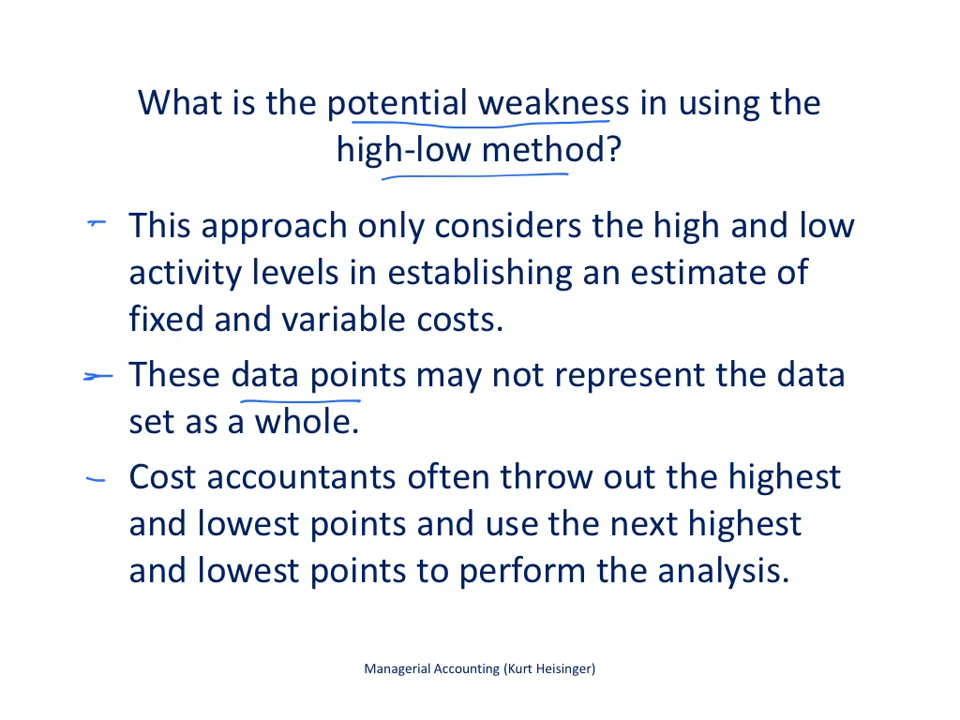 What is the potential weakness in using the
high-low method?
This approach only considers the high and low
activity levels in establishing an estimate of
fixed and variable costs.
These data points may not represent the data
set as a whole.
Cost accountants often throw out the highest
and lowest points and use the next highest
and lowest points to perform the analysis.
Managerial Accounting (Kurt Heisinger)